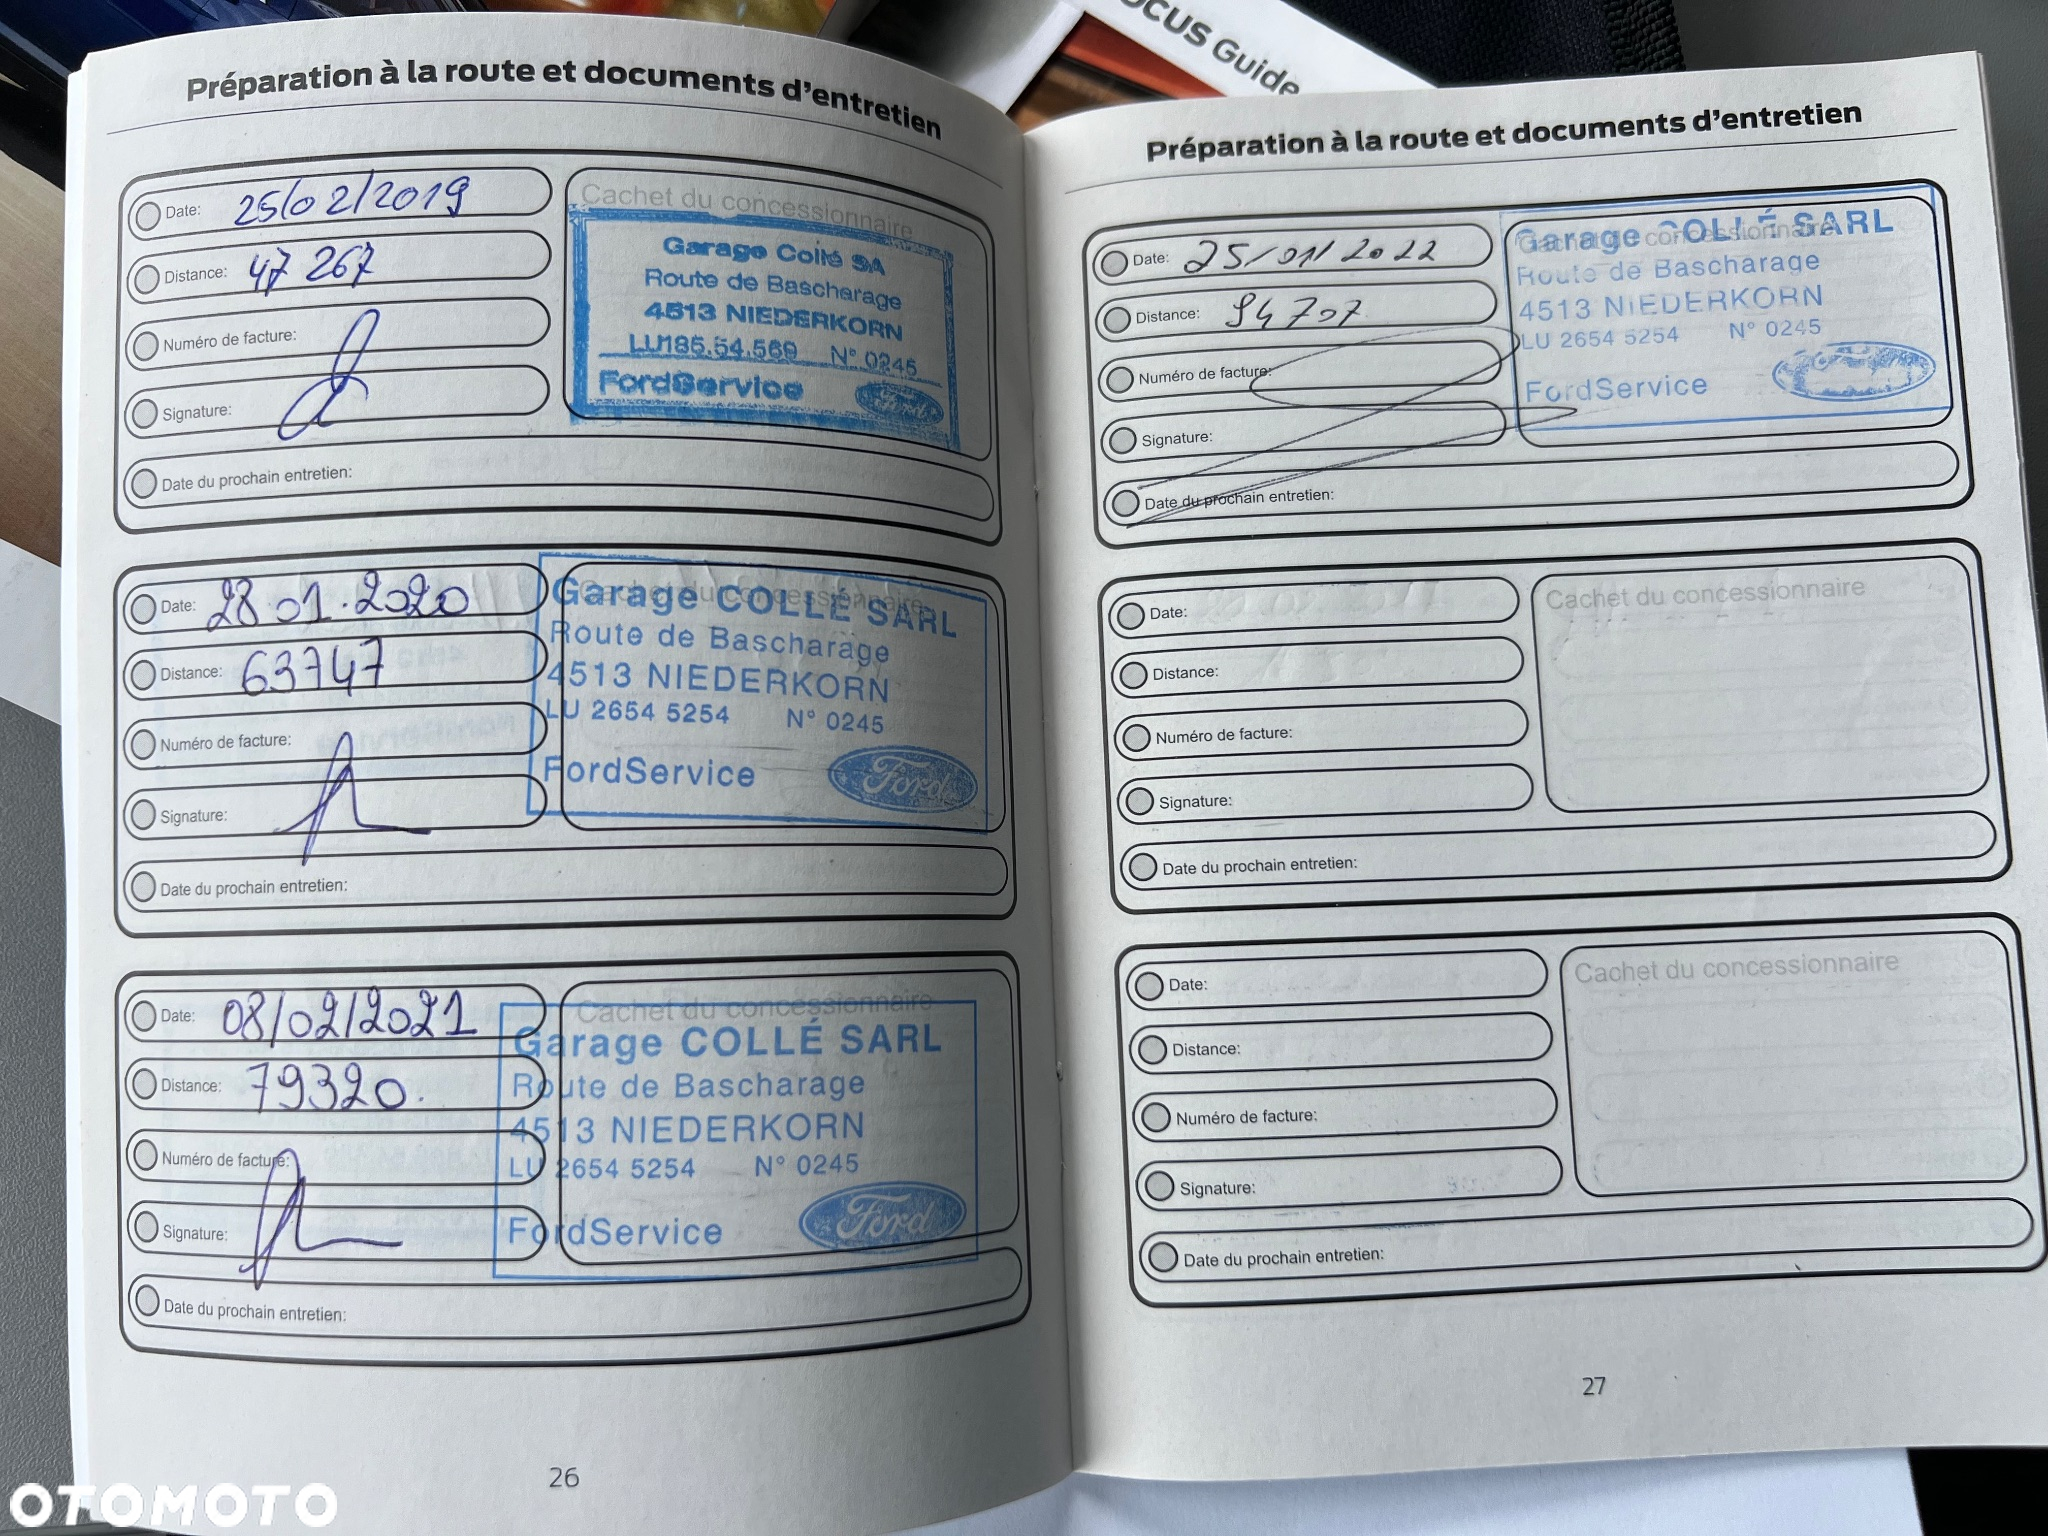 OCUS Guide
Préparation à la route et documents d'entretien
Date: 25/02/2019
Distance: 47 267
Numéro de facture:
Signature:
Date du prochain entretien:
Cachet du concessionnaire
Garage Collé SA
Route de Bascharage
4513 NIEDERKORN
LU185.54.569 N° 0245
FordService
Ford
Date: 28.01.2020
Distance: 63747
Numéro de facture:
Signature:
Date du prochain entretien:
Cachet du concessionnaire
Garage COLLÉ SARL
Route de Bascharage
4513 NIEDERKORN
LU 2654 5254 N° 0245
FordService
Ford
Date: 08/02/2021
Distance: 79320.
Numéro de facture:
Signature:
Date du prochain entretien:
Cachet du concessionnaire
Garage COLLÉ SARL
Route de Bascharage
4513 NIEDERKORN
LU 2654 5254 N° 0245
FordService
Ford
26
Préparation à la route et documents d'entretien
Date: 25/01/2022
Distance: 94707
Numéro de facture:
Signature:
Date du prochain entretien:
Cachet du concessionnaire
Garage COLLÉ SARL
Route de Bascharage
4513 NIEDERKORN
LU 2654 5254 N° 0245
FordService
Date:
Distance:
Numéro de facture:
Signature:
Date du prochain entretien:
Cachet du concessionnaire
Date:
Distance:
Numéro de facture:
Signature:
Date du prochain entretien:
Cachet du concessionnaire
27
OTOMOTO